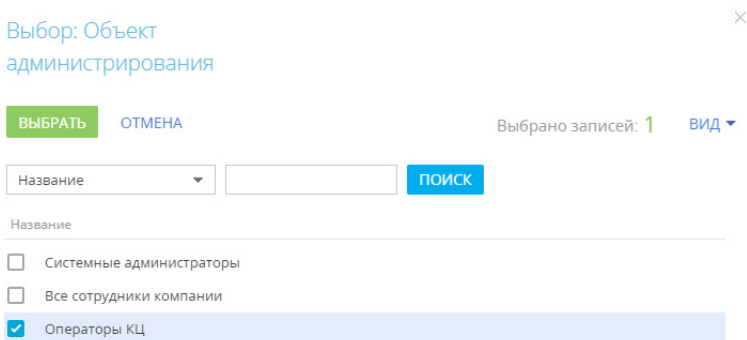 Выбор: Объект
администрирования
ВЫБРАТЬ ОТМЕНА Выбрано записей: 1 ВИД
Название ПОИСК
Название
Системные администраторы
Все сотрудники компании
Операторы КЦ